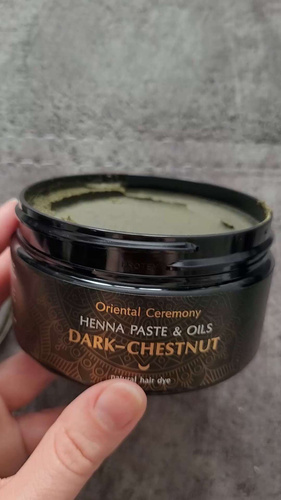 Oriental Ceremony
HENNA PASTE & OILS
DARK-CHESTNUT
natural hair dye